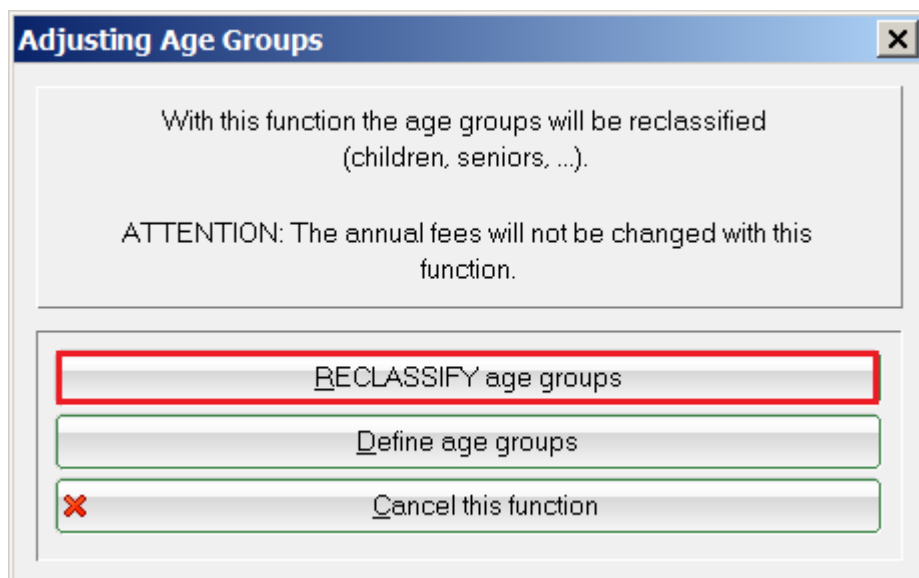 Adjusting Age Groups
With this function the age groups will be reclassified
(children, seniors, ...).
ATTENTION: The annual fees will not be changed with this
function.
RECLASSIFY age groups
Define age groups
Cancel this function